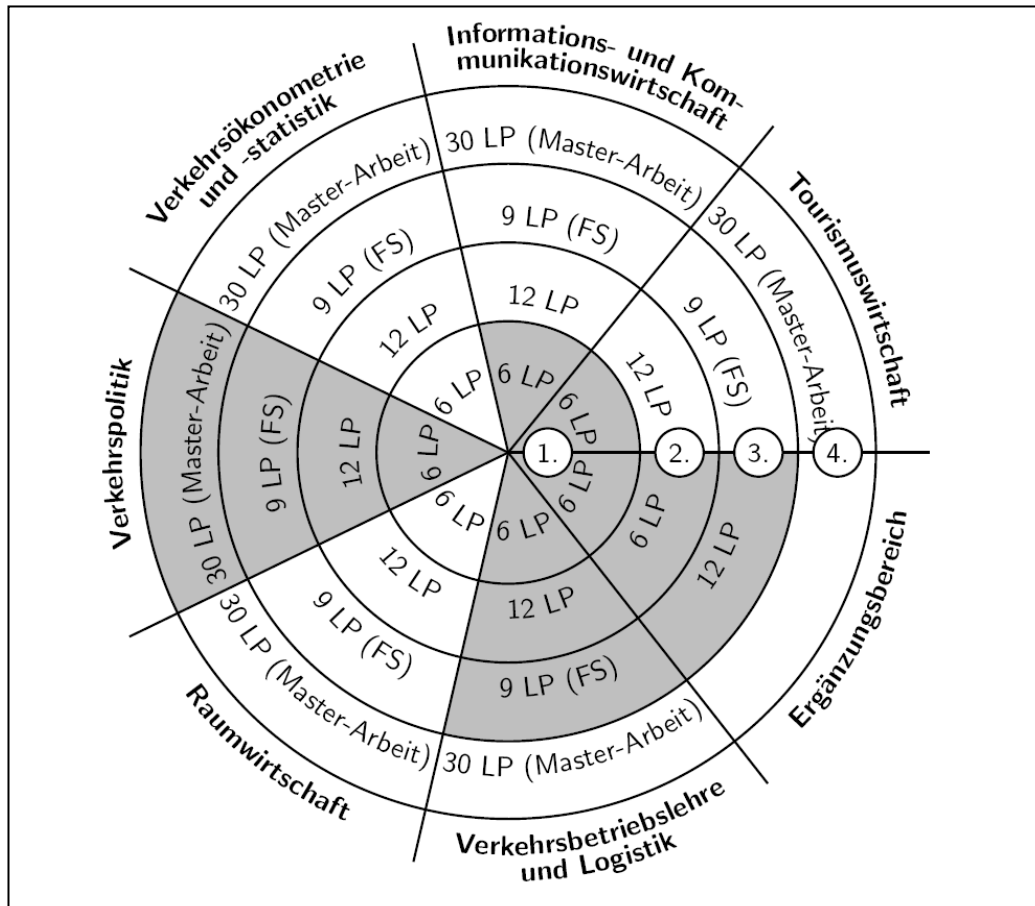 Informations- und Kom-
munikationswirtschaft
30 LP (Master-Arbeit)
9 LP (FS)
12 LP
6 LP
Tourismuswirtschaft
30 LP (Master-Arbeit)
9 LP (FS)
12 LP
6 LP
1.
2.
3.
4.
Ergänzungsbereich
12 LP
6 LP
6 LP
Verkehrsbetriebslehre
und Logistik
30 LP (Master-Arbeit)
9 LP (FS)
12 LP
6 LP
Raumwirtschaft
30 LP (Master-Arbeit)
9 LP (FS)
12 LP
6 LP
Verkehrspolitik
30 LP (Master-Arbeit)
9 LP (FS)
12 LP
6 LP
Verkehrsökonometrie
und -statistik
30 LP (Master-Arbeit)
9 LP (FS)
12 LP
6 LP